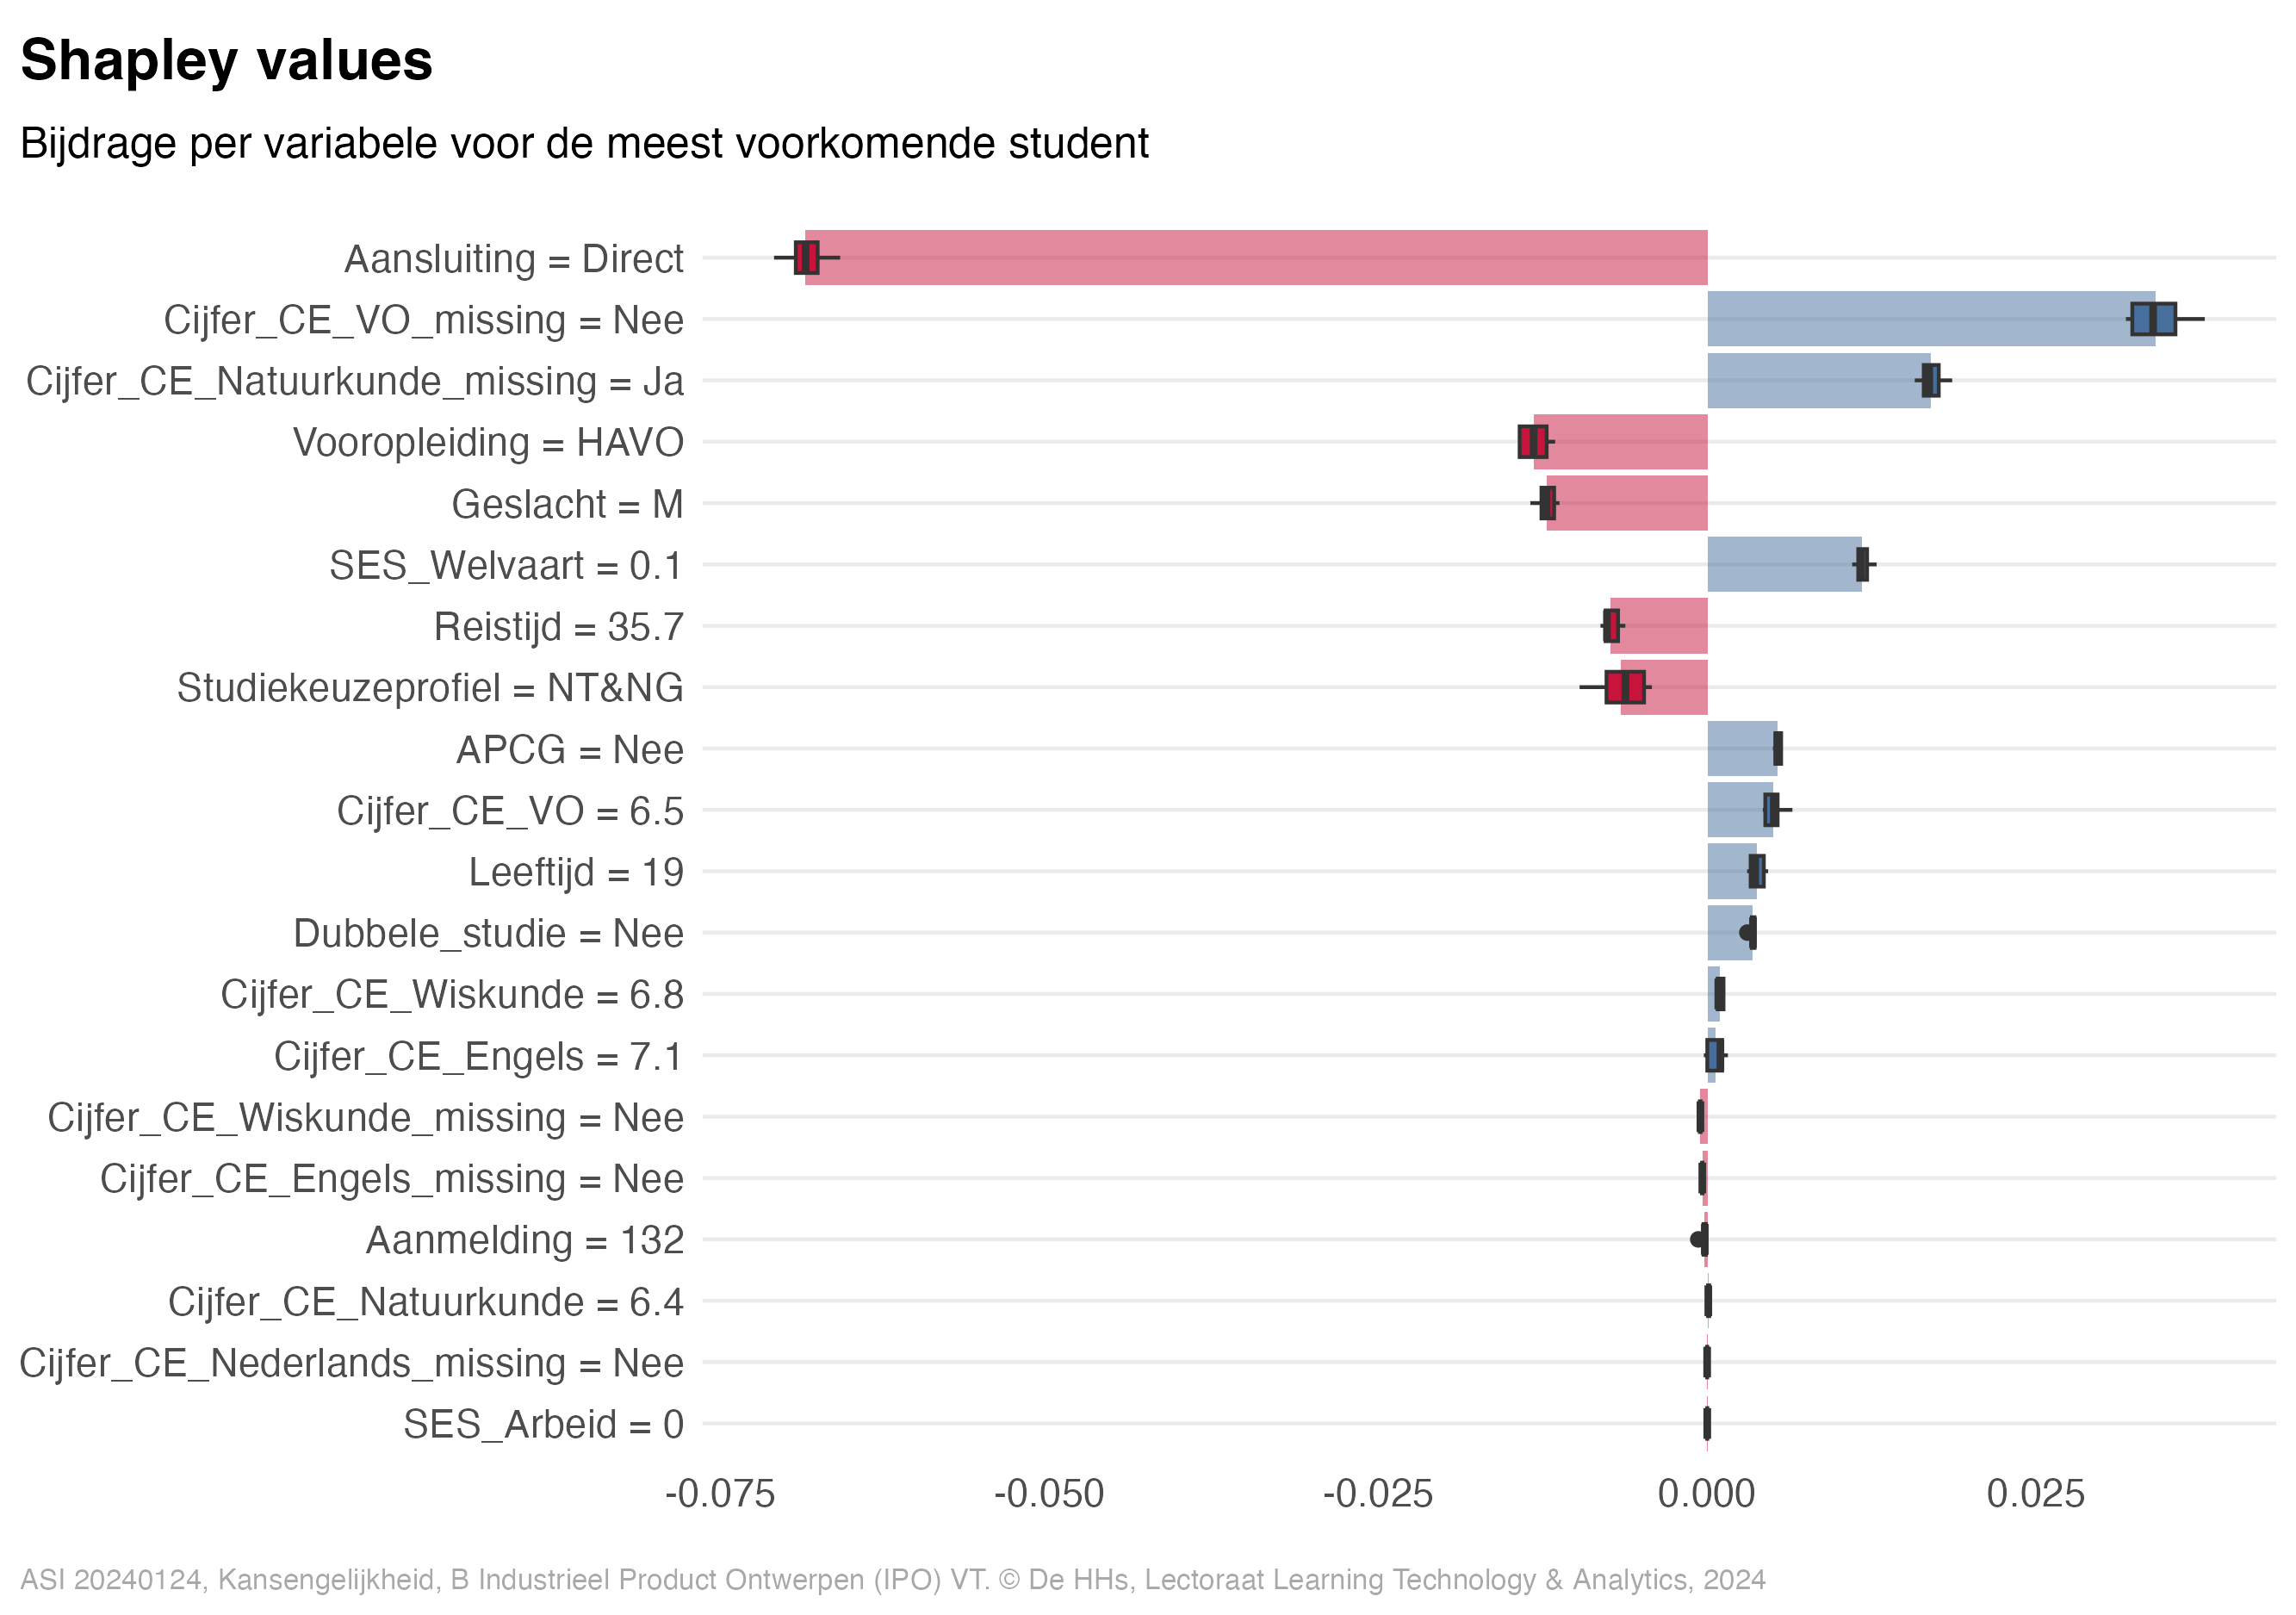 Shapley values
Bijdrage per variabele voor de meest voorkomende student
Aansluiting = Direct
Cijfer_CE_VO_missing = Nee
Cijfer_CE_Natuurkunde_missing = Ja
Vooropleiding = HAVO
Geslacht = M
SES_Welvaart = 0.1
Reistijd = 35.7
Studiekeuzeprofiel = NT&NG
APCG = Nee
Cijfer_CE_VO = 6.5
Leeftijd = 19
Dubbele_studie = Nee
Cijfer_CE_Wiskunde = 6.8
Cijfer_CE_Engels = 7.1
Cijfer_CE_Wiskunde_missing = Nee
Cijfer_CE_Engels_missing = Nee
Aanmelding = 132
Cijfer_CE_Natuurkunde = 6.4
Cijfer_CE_Nederlands_missing = Nee
SES_Arbeid = 0
-0.075 -0.050 -0.025 0.000 0.025
ASI 20240124, Kansengelijkheid, B Industrieel Product Ontwerpen (IPO) VT. © De HHs, Lectoraat Learning Technology & Analytics, 2024